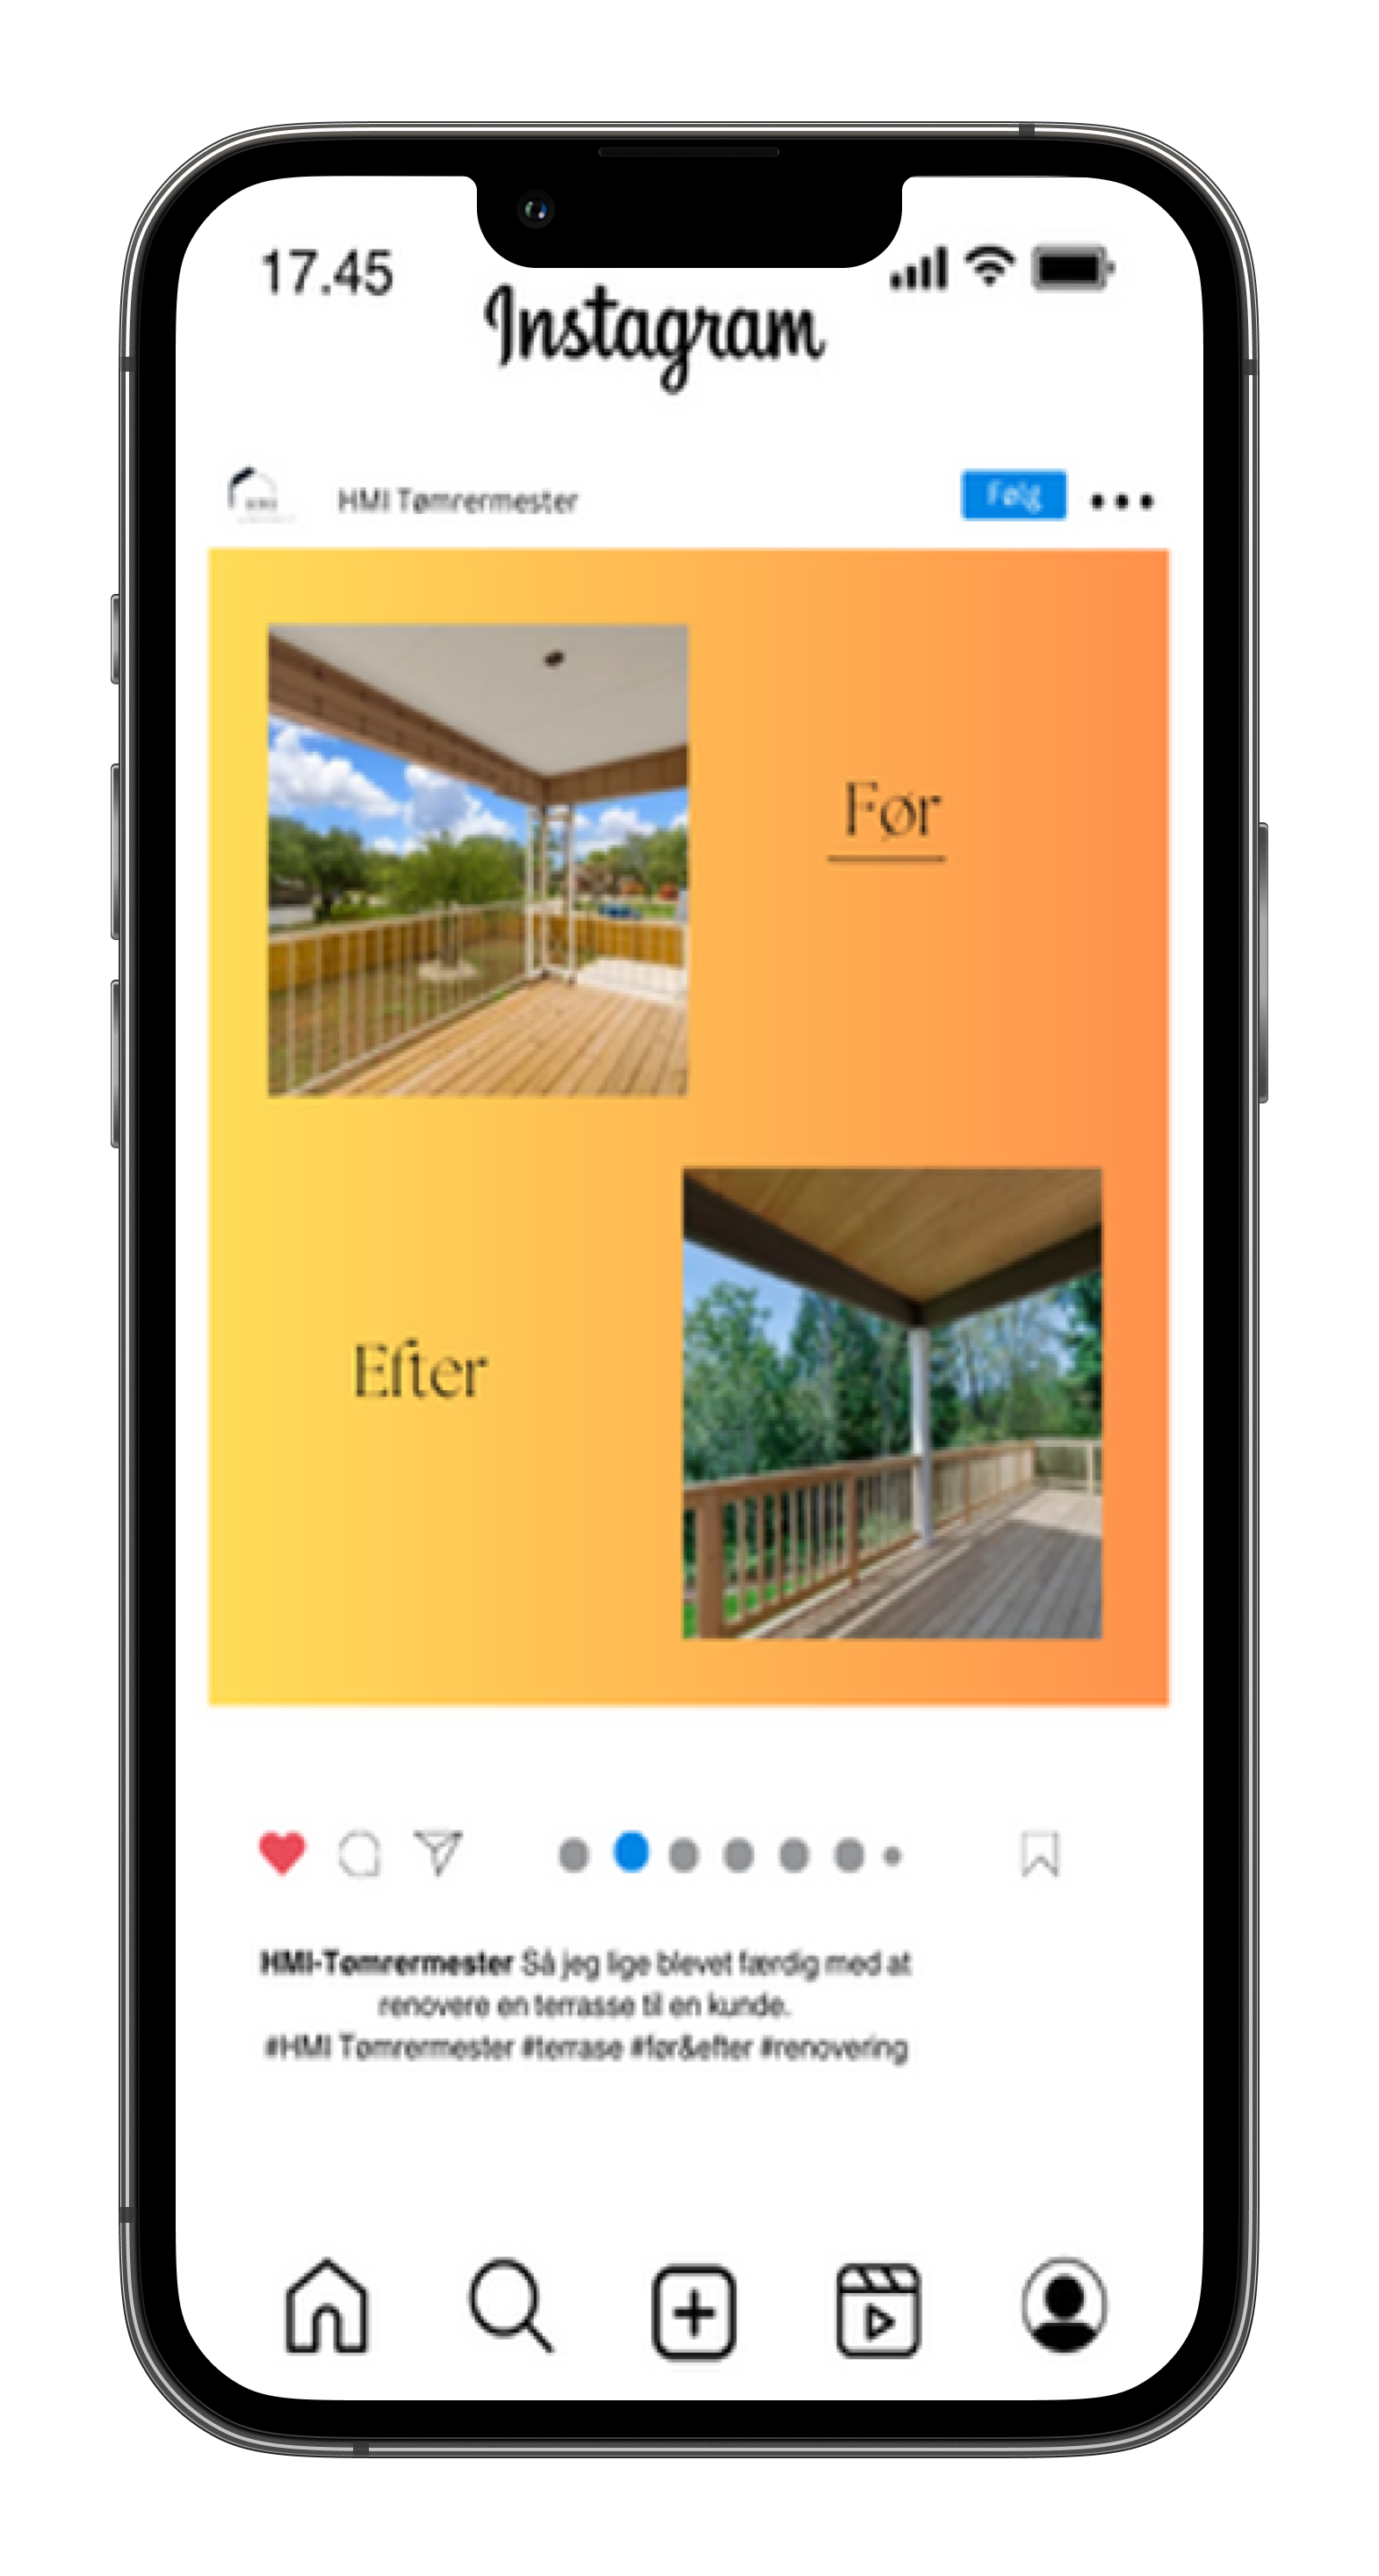 17.45
Instagram
HMI Tømrermester
Følg
Før
Efter
HMI-Tømrermester Så jeg lige blevet færdig med at
renovere en terrasse til en kunde.
#HMI Tømrermester #terrase #før&efter #renovering